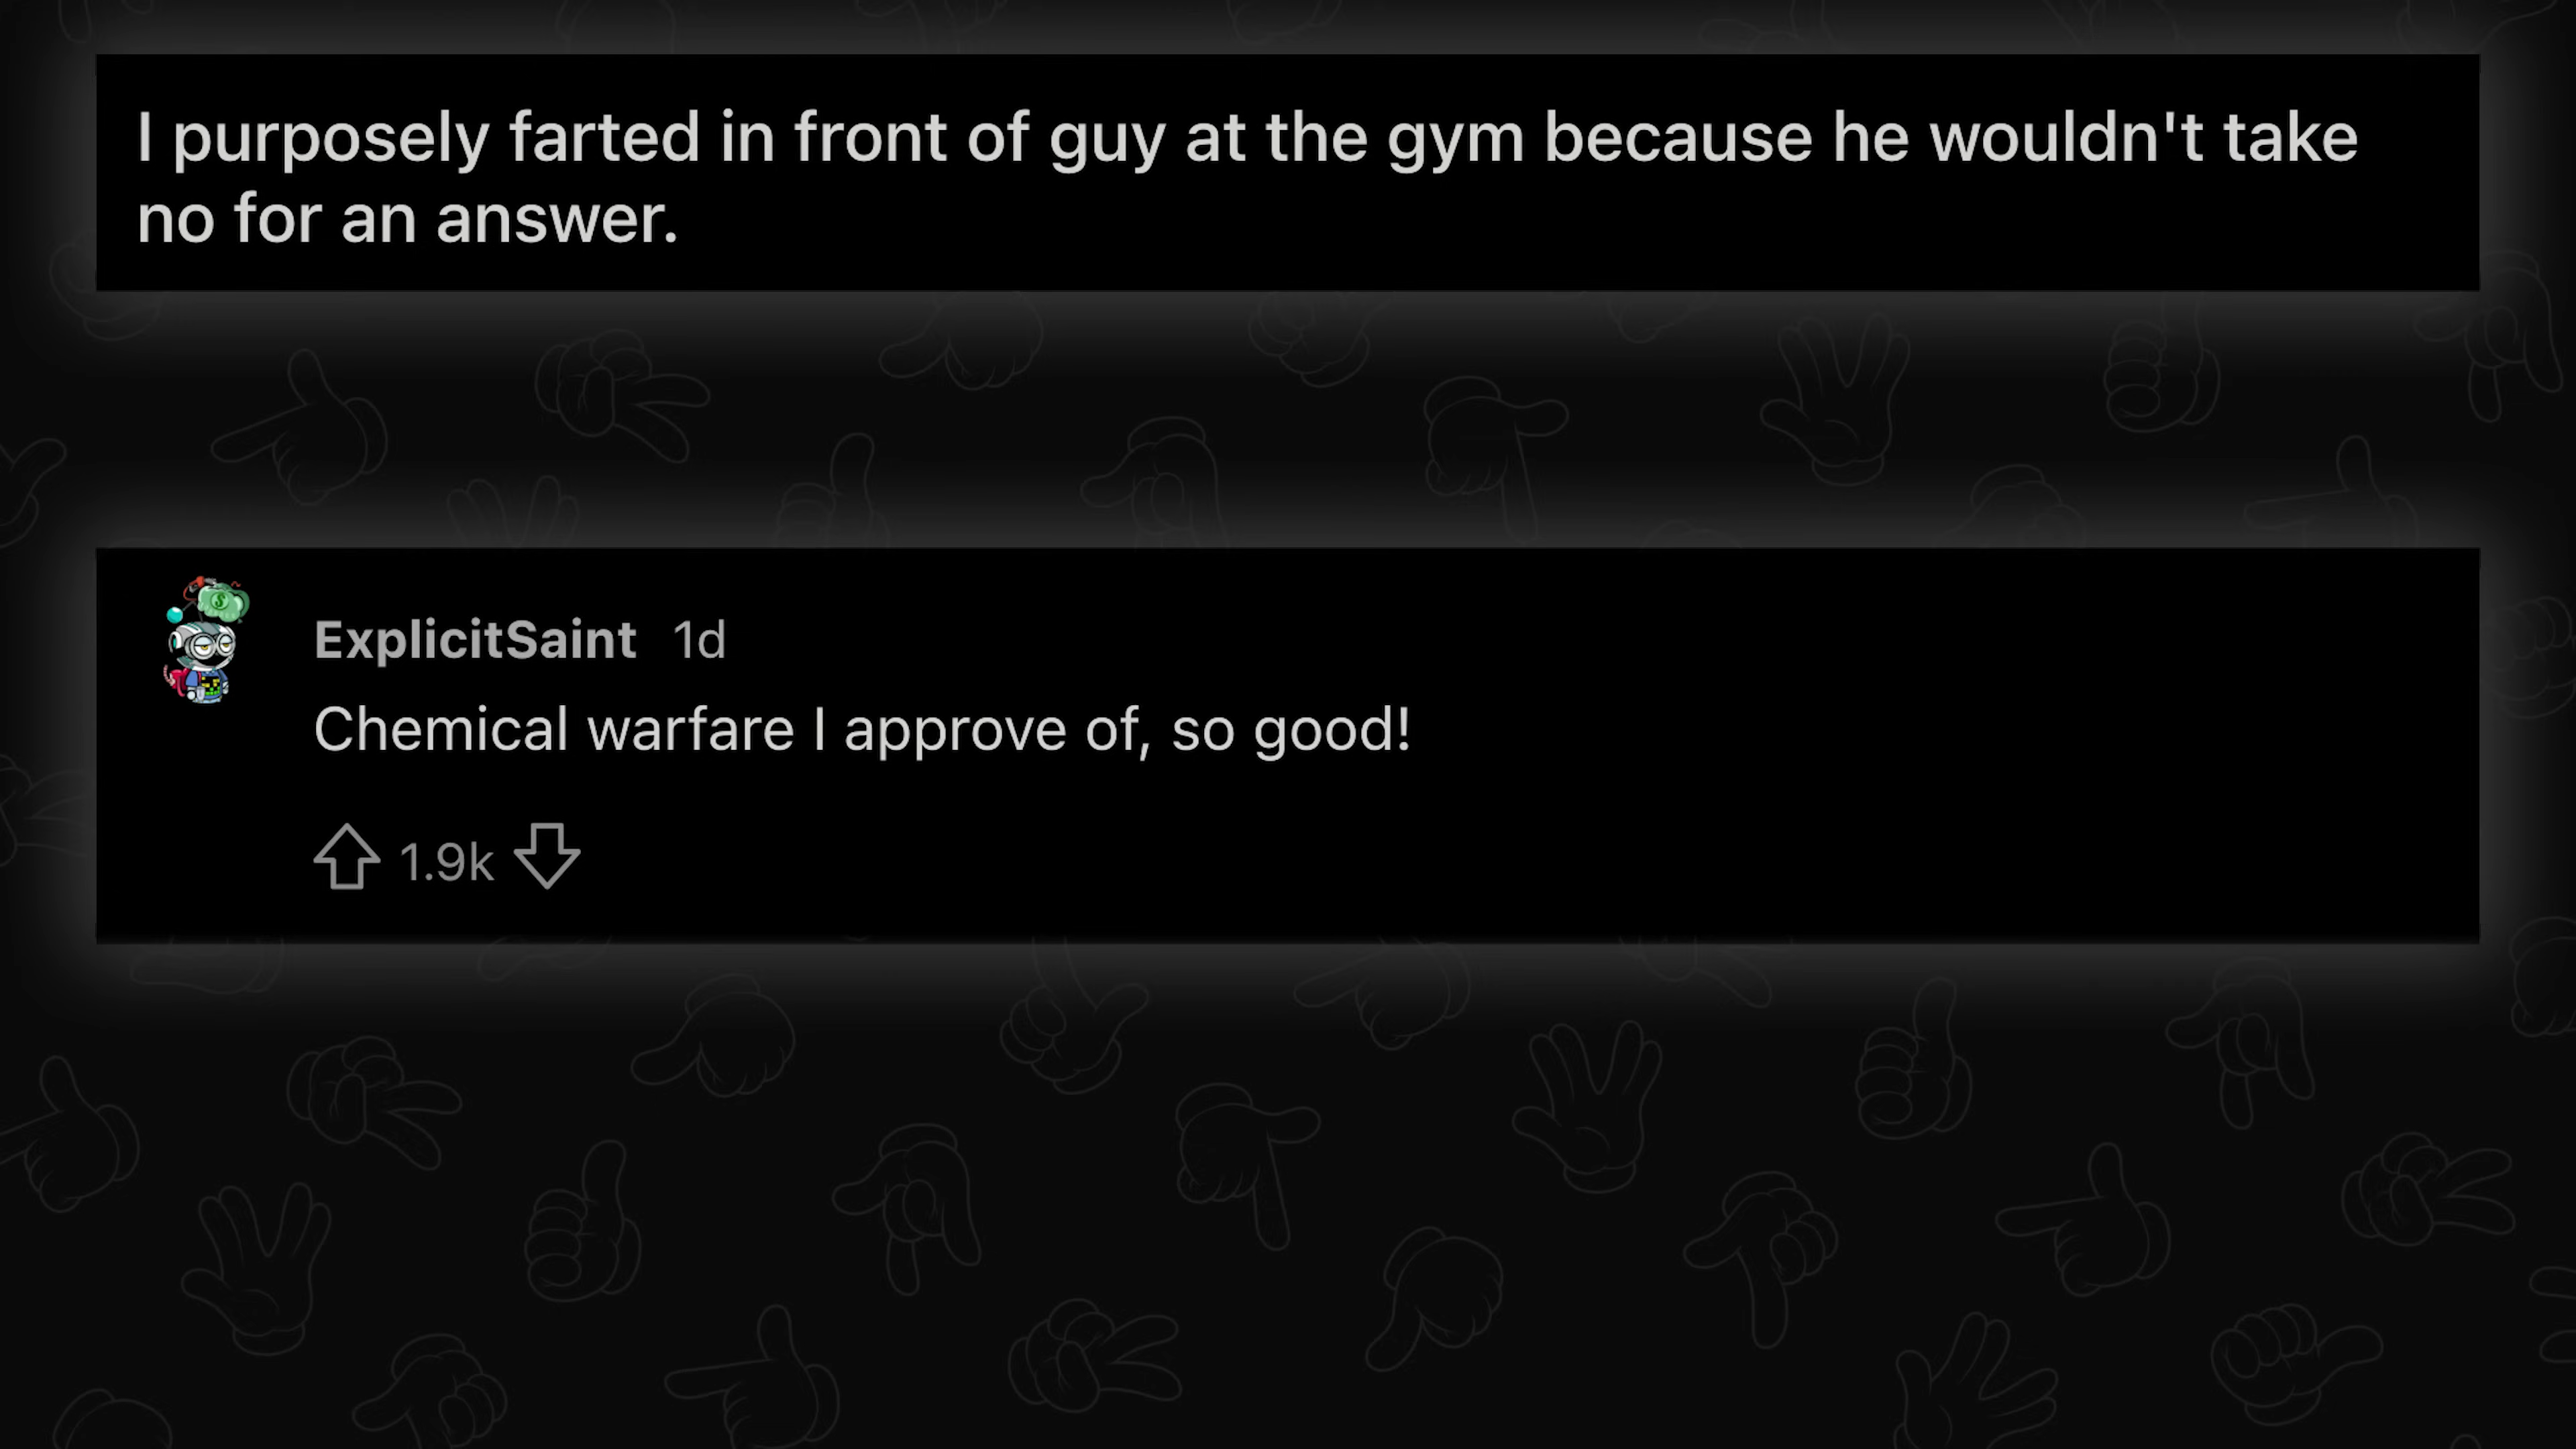 I purposely farted in front of guy at the gym because he wouldn't take
no for an answer.
ExplicitSaint 1d
Chemical warfare I approve of, so good!
1.9k